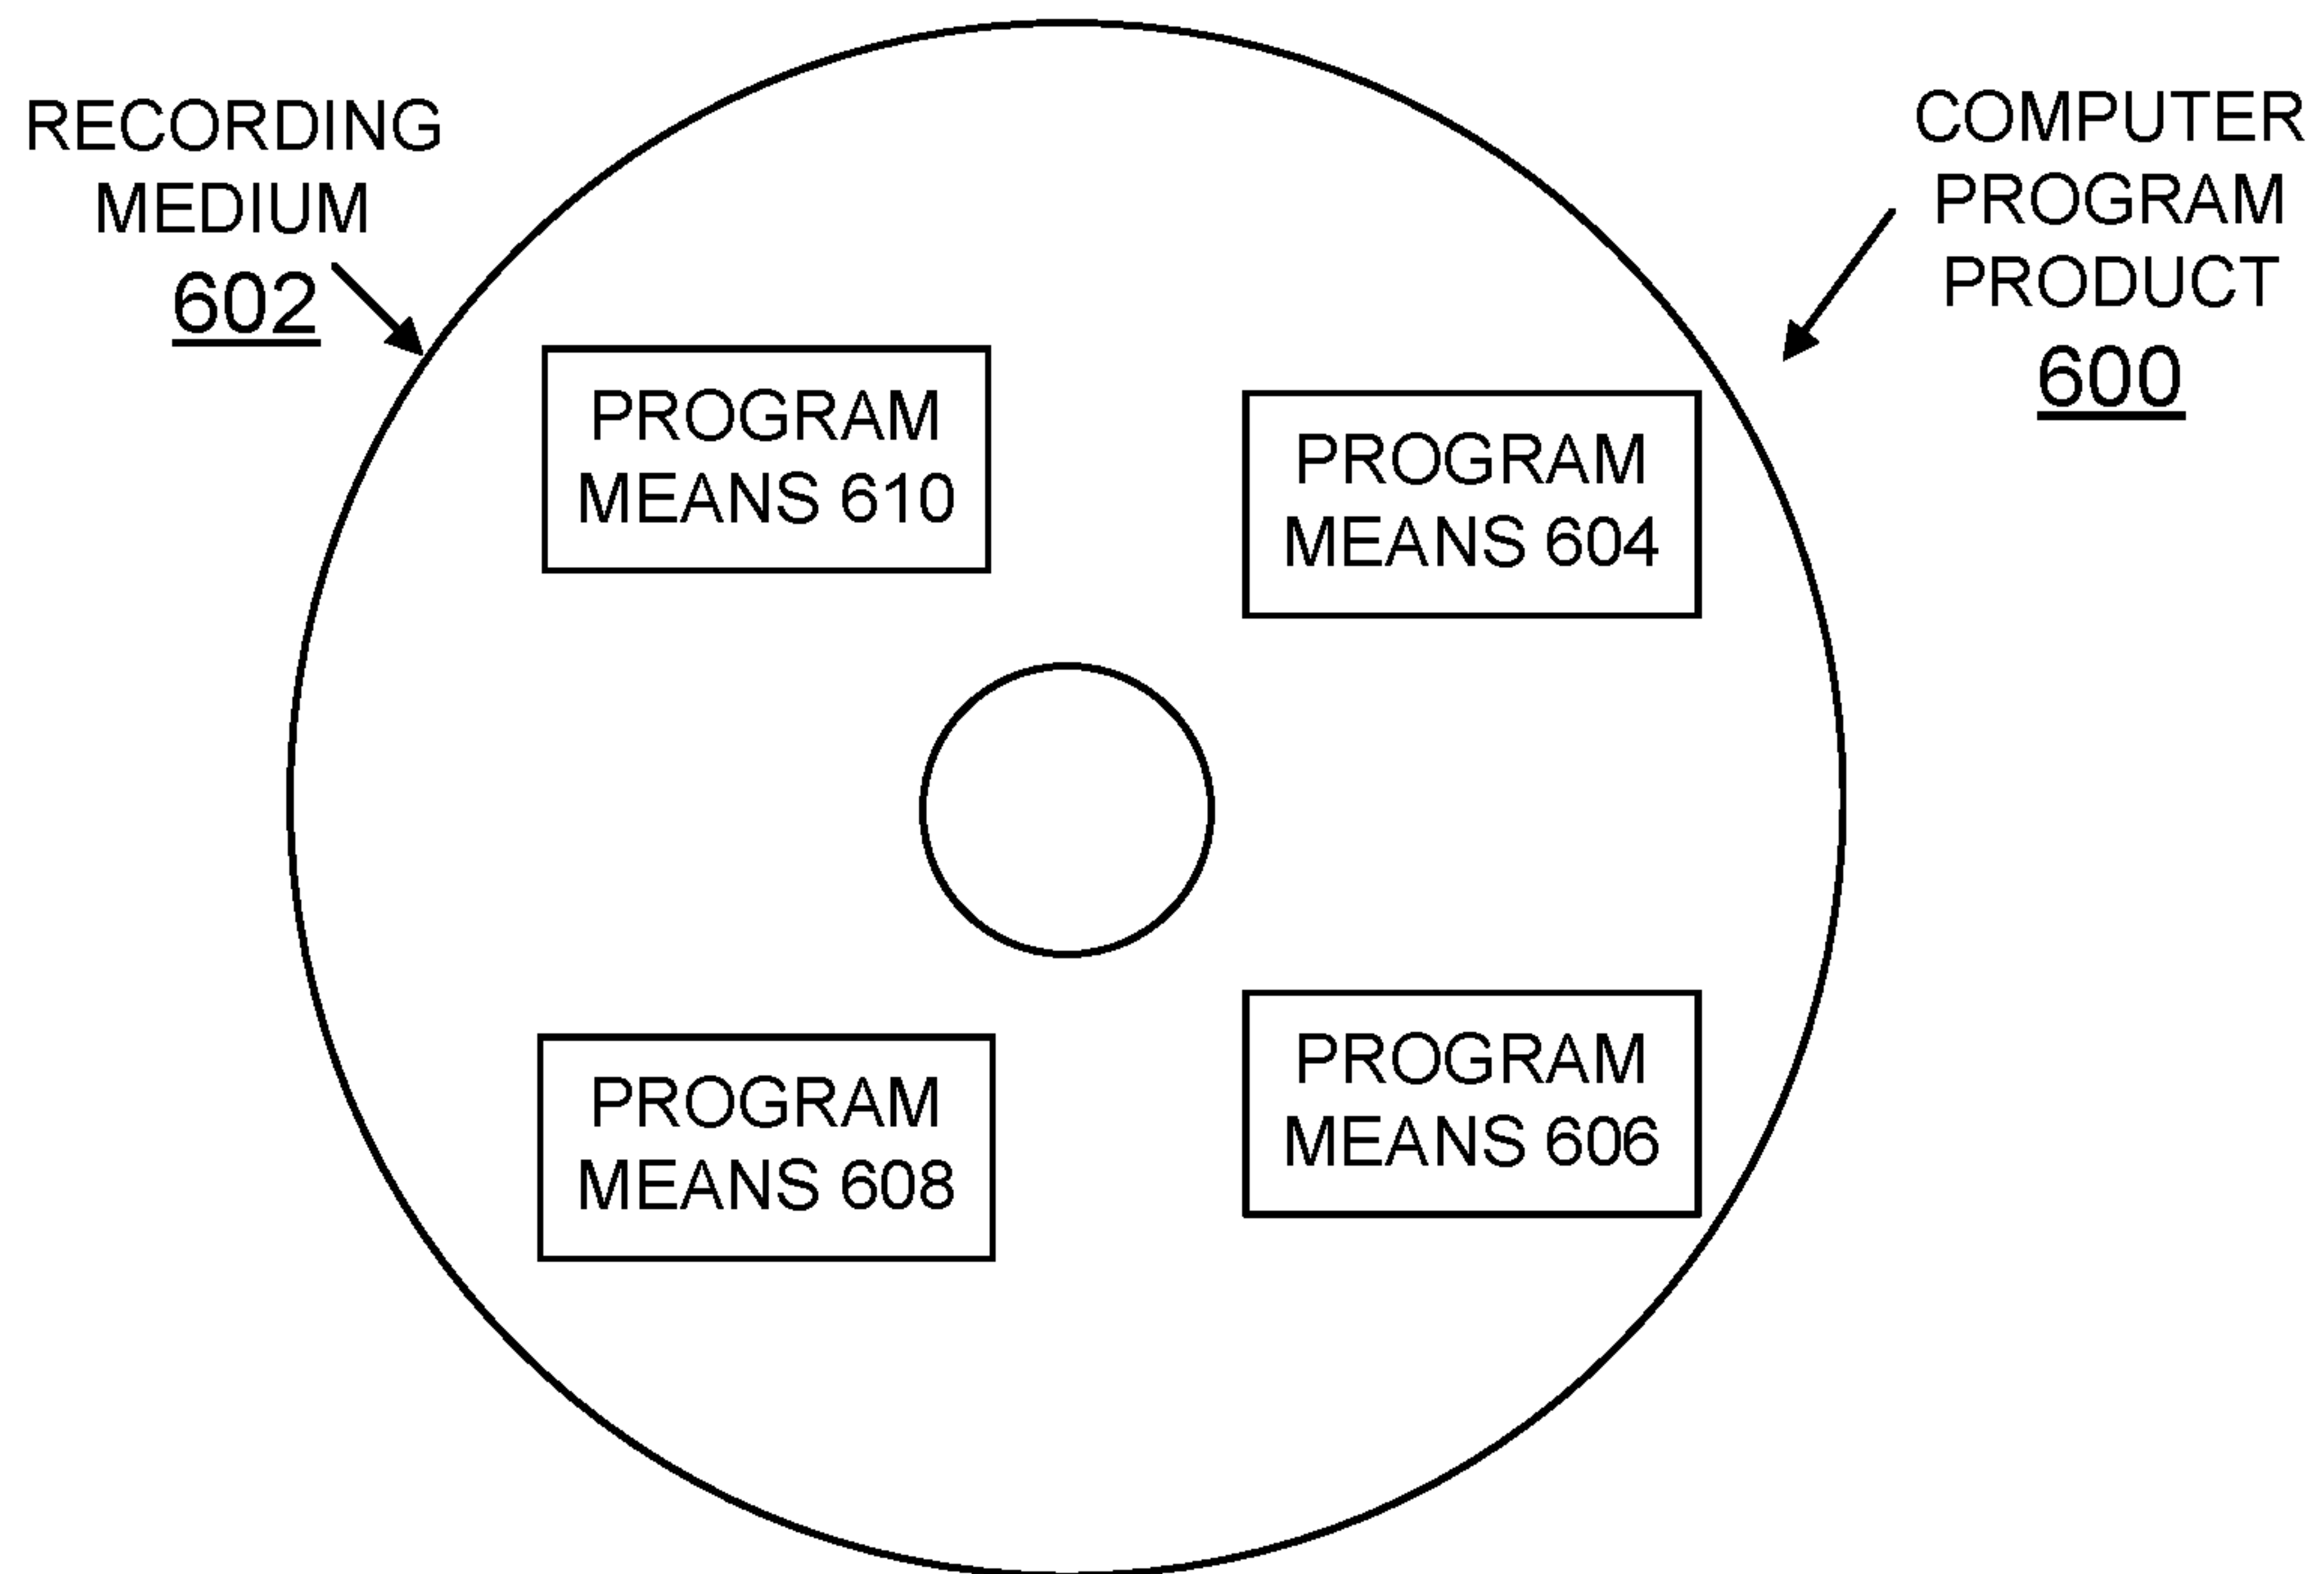 RECORDING
MEDIUM
602
COMPUTER
PROGRAM
PRODUCT
600
PROGRAM
MEANS 610
PROGRAM
MEANS 604
PROGRAM
MEANS 608
PROGRAM
MEANS 606